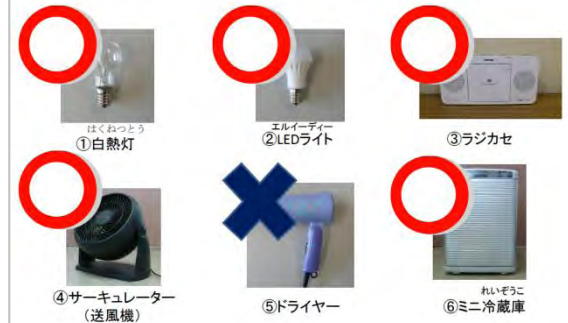 はくねつとう
①白熱灯
エルイーディー
②LEDライト
③ラジカセ
④サーキュレーター
(送風機)
⑤ドライヤー
れいぞうこ
⑥ミニ冷蔵庫